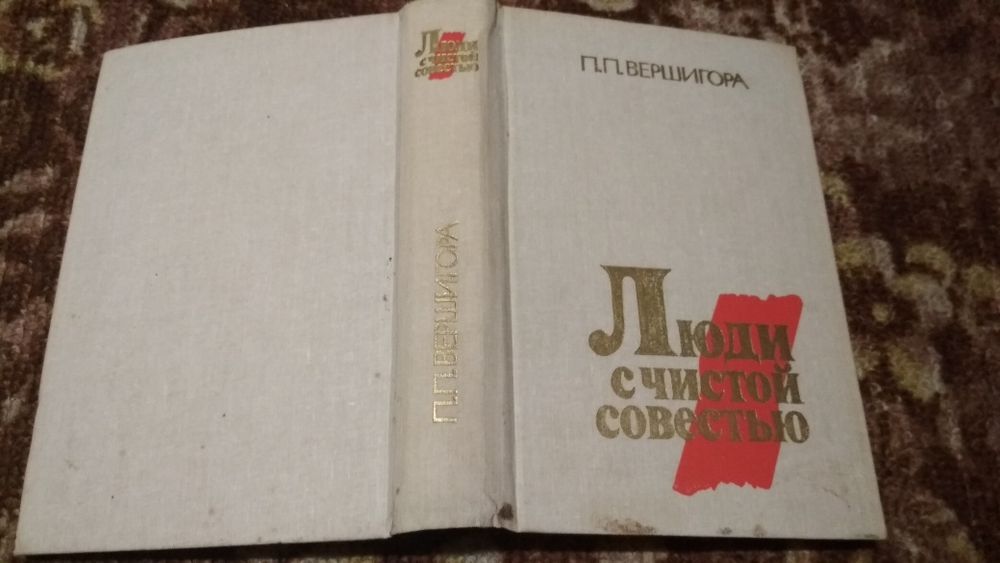 Люди
с чистой
совестью
П.П.ВЕРШИГОРА
П.П.ВЕРШИГОРА
Люди
с чистой
совестью